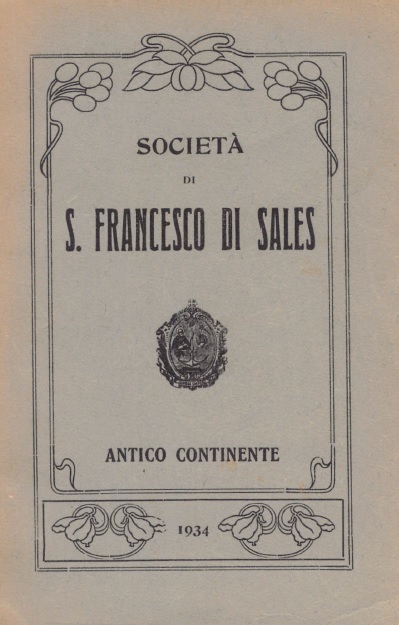 SOCIETÀ
DI
S. FRANCESCO DI SALES
ANTICO CONTINENTE
1934